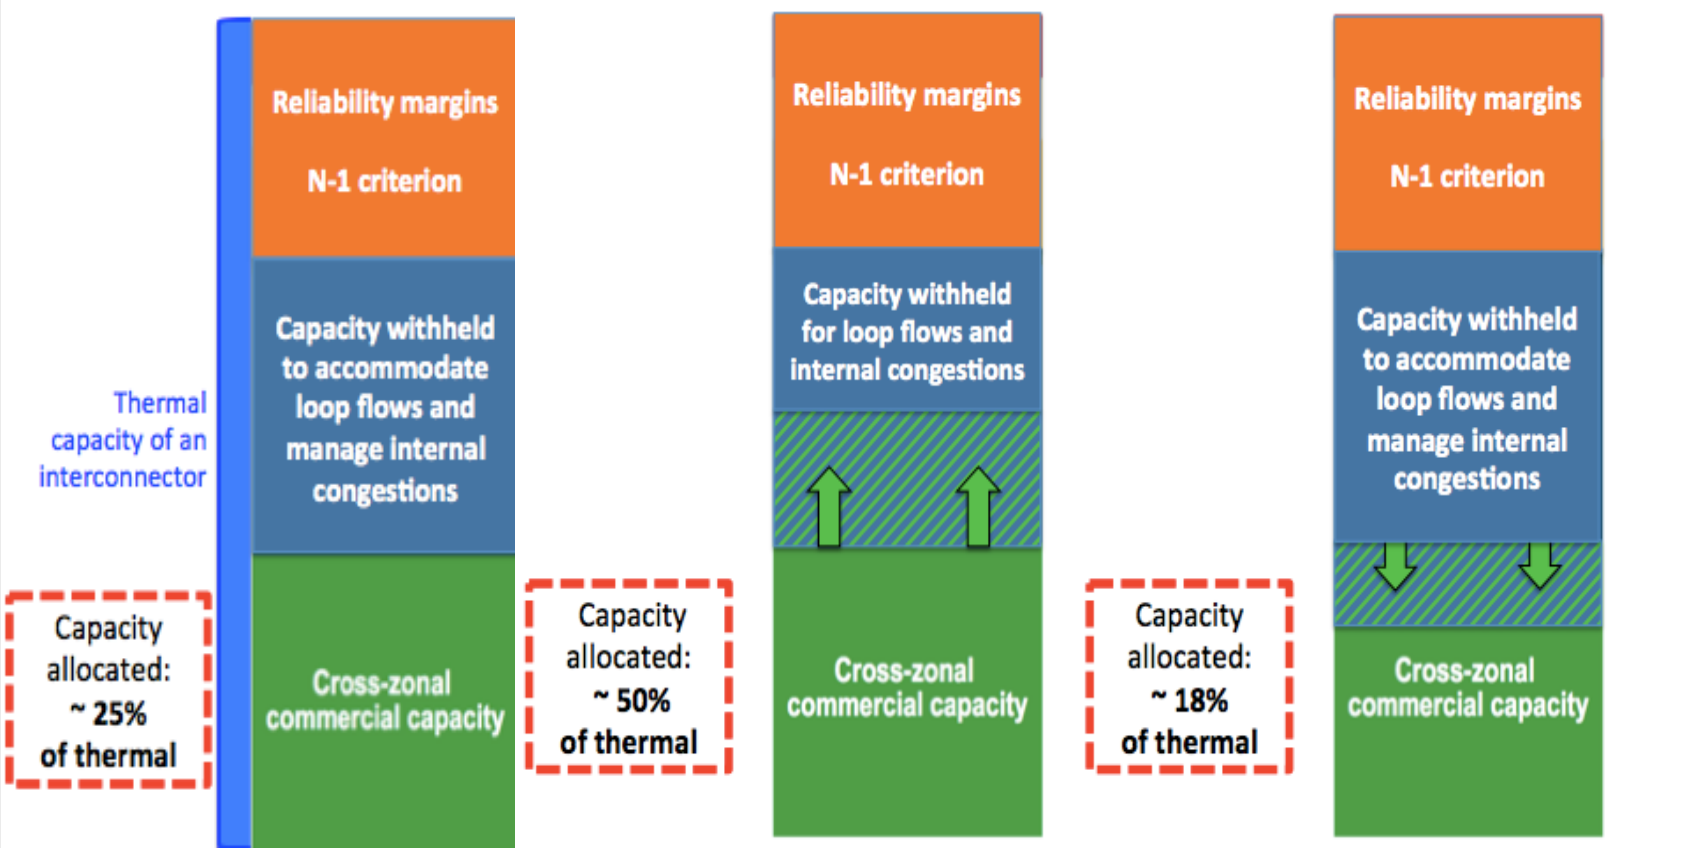 Reliability margins
N-1 criterion
Capacity withheld
to accommodate
loop flows and
manage internal
congestions
Cross-zonal
commercial capacity
Thermal
capacity of an
interconnector
Capacity
allocated:
~ 25%
of thermal
Reliability margins
N-1 criterion
Capacity withheld
for loop flows and
internal congestions
Cross-zonal
commercial capacity
Capacity
allocated:
~ 50%
of thermal
Reliability margins
N-1 criterion
Capacity withheld
to accommodate
loop flows and
manage internal
congestions
Cross-zonal
commercial capacity
Capacity
allocated:
~ 18%
of thermal